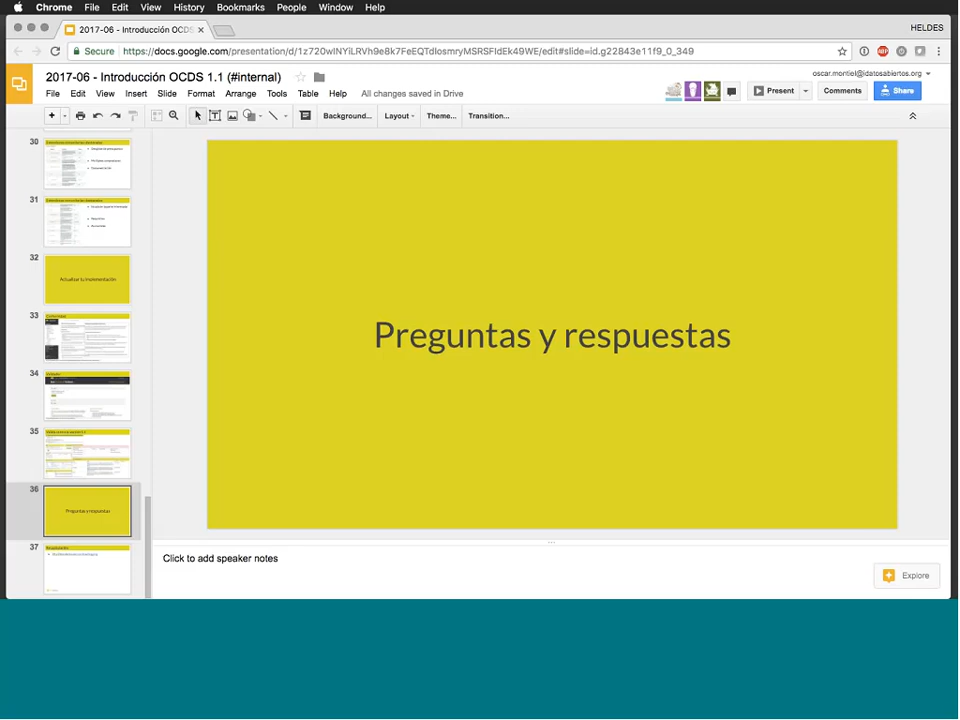 Chrome File Edit View History Bookmarks People Window Help
HELDES
2017-06 - Introducción OCDS
Secure https://docs.google.com/presentation/d/1z720wINYiLRVh9e8k7FeEQTdIosmryMSRSFIdEk49WE/edit#slide=id.g22843e11f9_0_349
2017-06 - Introducción OCDS 1.1 (#internal)
oscar.montiel@idatosabiertos.org
File Edit View Insert Slide Format Arrange Tools Table Help All changes saved in Drive
Present Comments Share
Background... Layout Theme... Transition...
30
31
32
Actualizar tu implementación
33
34
35
36
Preguntas y respuestas
37
Preguntas y respuestas
Click to add speaker notes
Explore